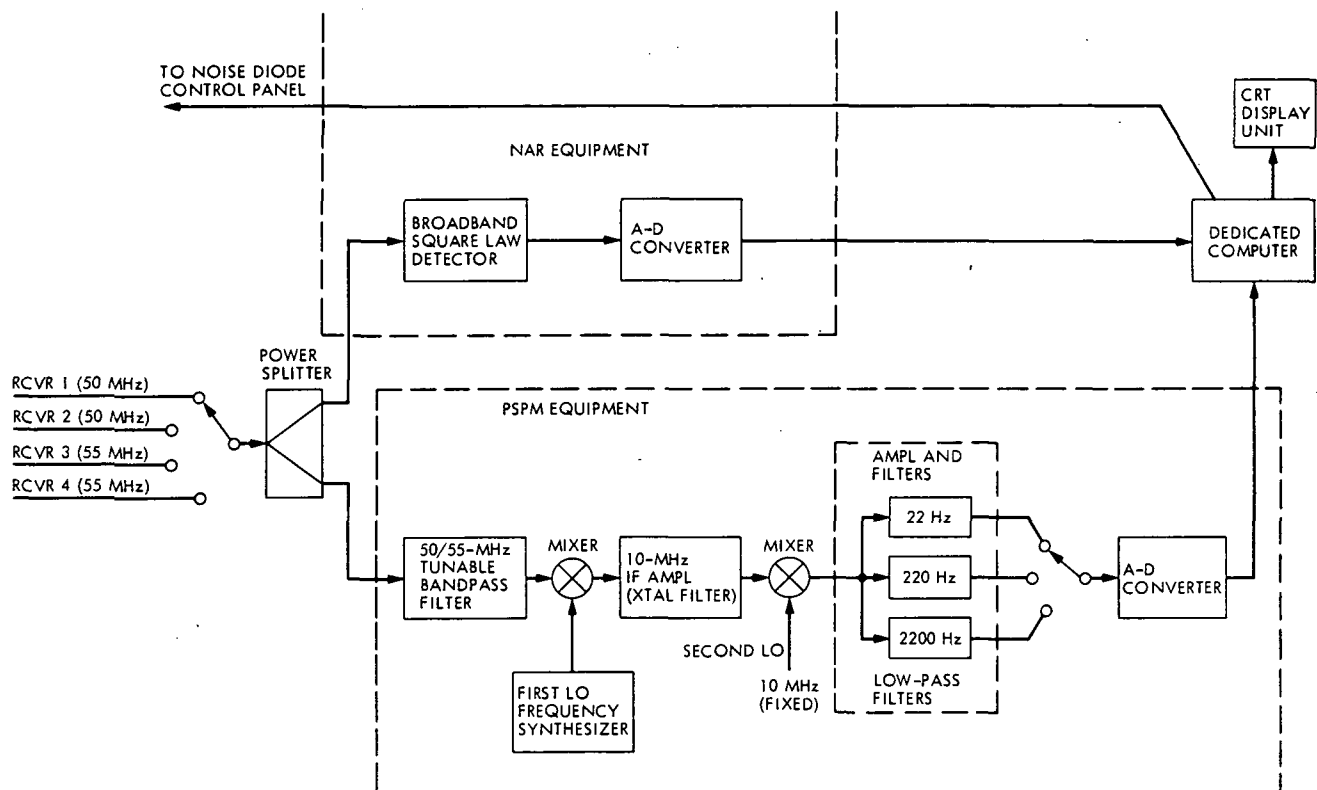 TO NOISE DIODE
CONTROL PANEL
CRT
DISPLAY
UNIT
NAR EQUIPMENT
BROADBAND
SQUARE LAW
DETECTOR
A-D
CONVERTER
DEDICATED
COMPUTER
POWER
SPLITTER
RCVR 1 (50 MHz)
RCVR 2 (50 MHz)
RCVR 3 (55 MHz)
RCVR 4 (55 MHz)
PSPM EQUIPMENT
50/55-MHz
TUNABLE
BANDPASS
FILTER
MIXER
10-MHz
IF AMPL
(XTAL FILTER)
MIXER
SECOND LO
10 MHz
(FIXED)
FIRST LO
FREQUENCY
SYNTHESIZER
AMPL AND
FILTERS
22 Hz
220 Hz
2200 Hz
LOW-PASS
FILTERS
A-D
CONVERTER